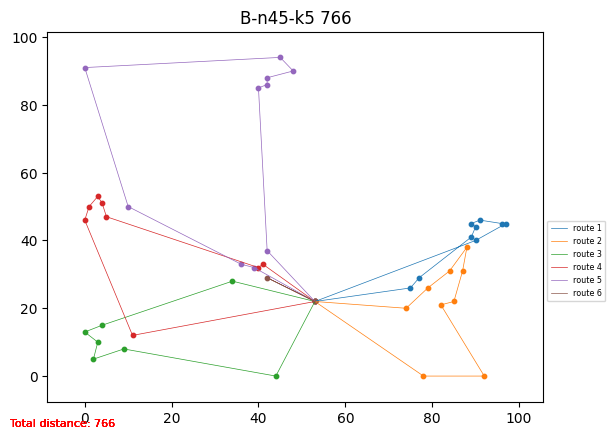 B-n45-k5 766
100
80
60
40
20
0
0 20 40 60 80 100
route 1
route 2
route 3
route 4
route 5
route 6
Total distance: 766